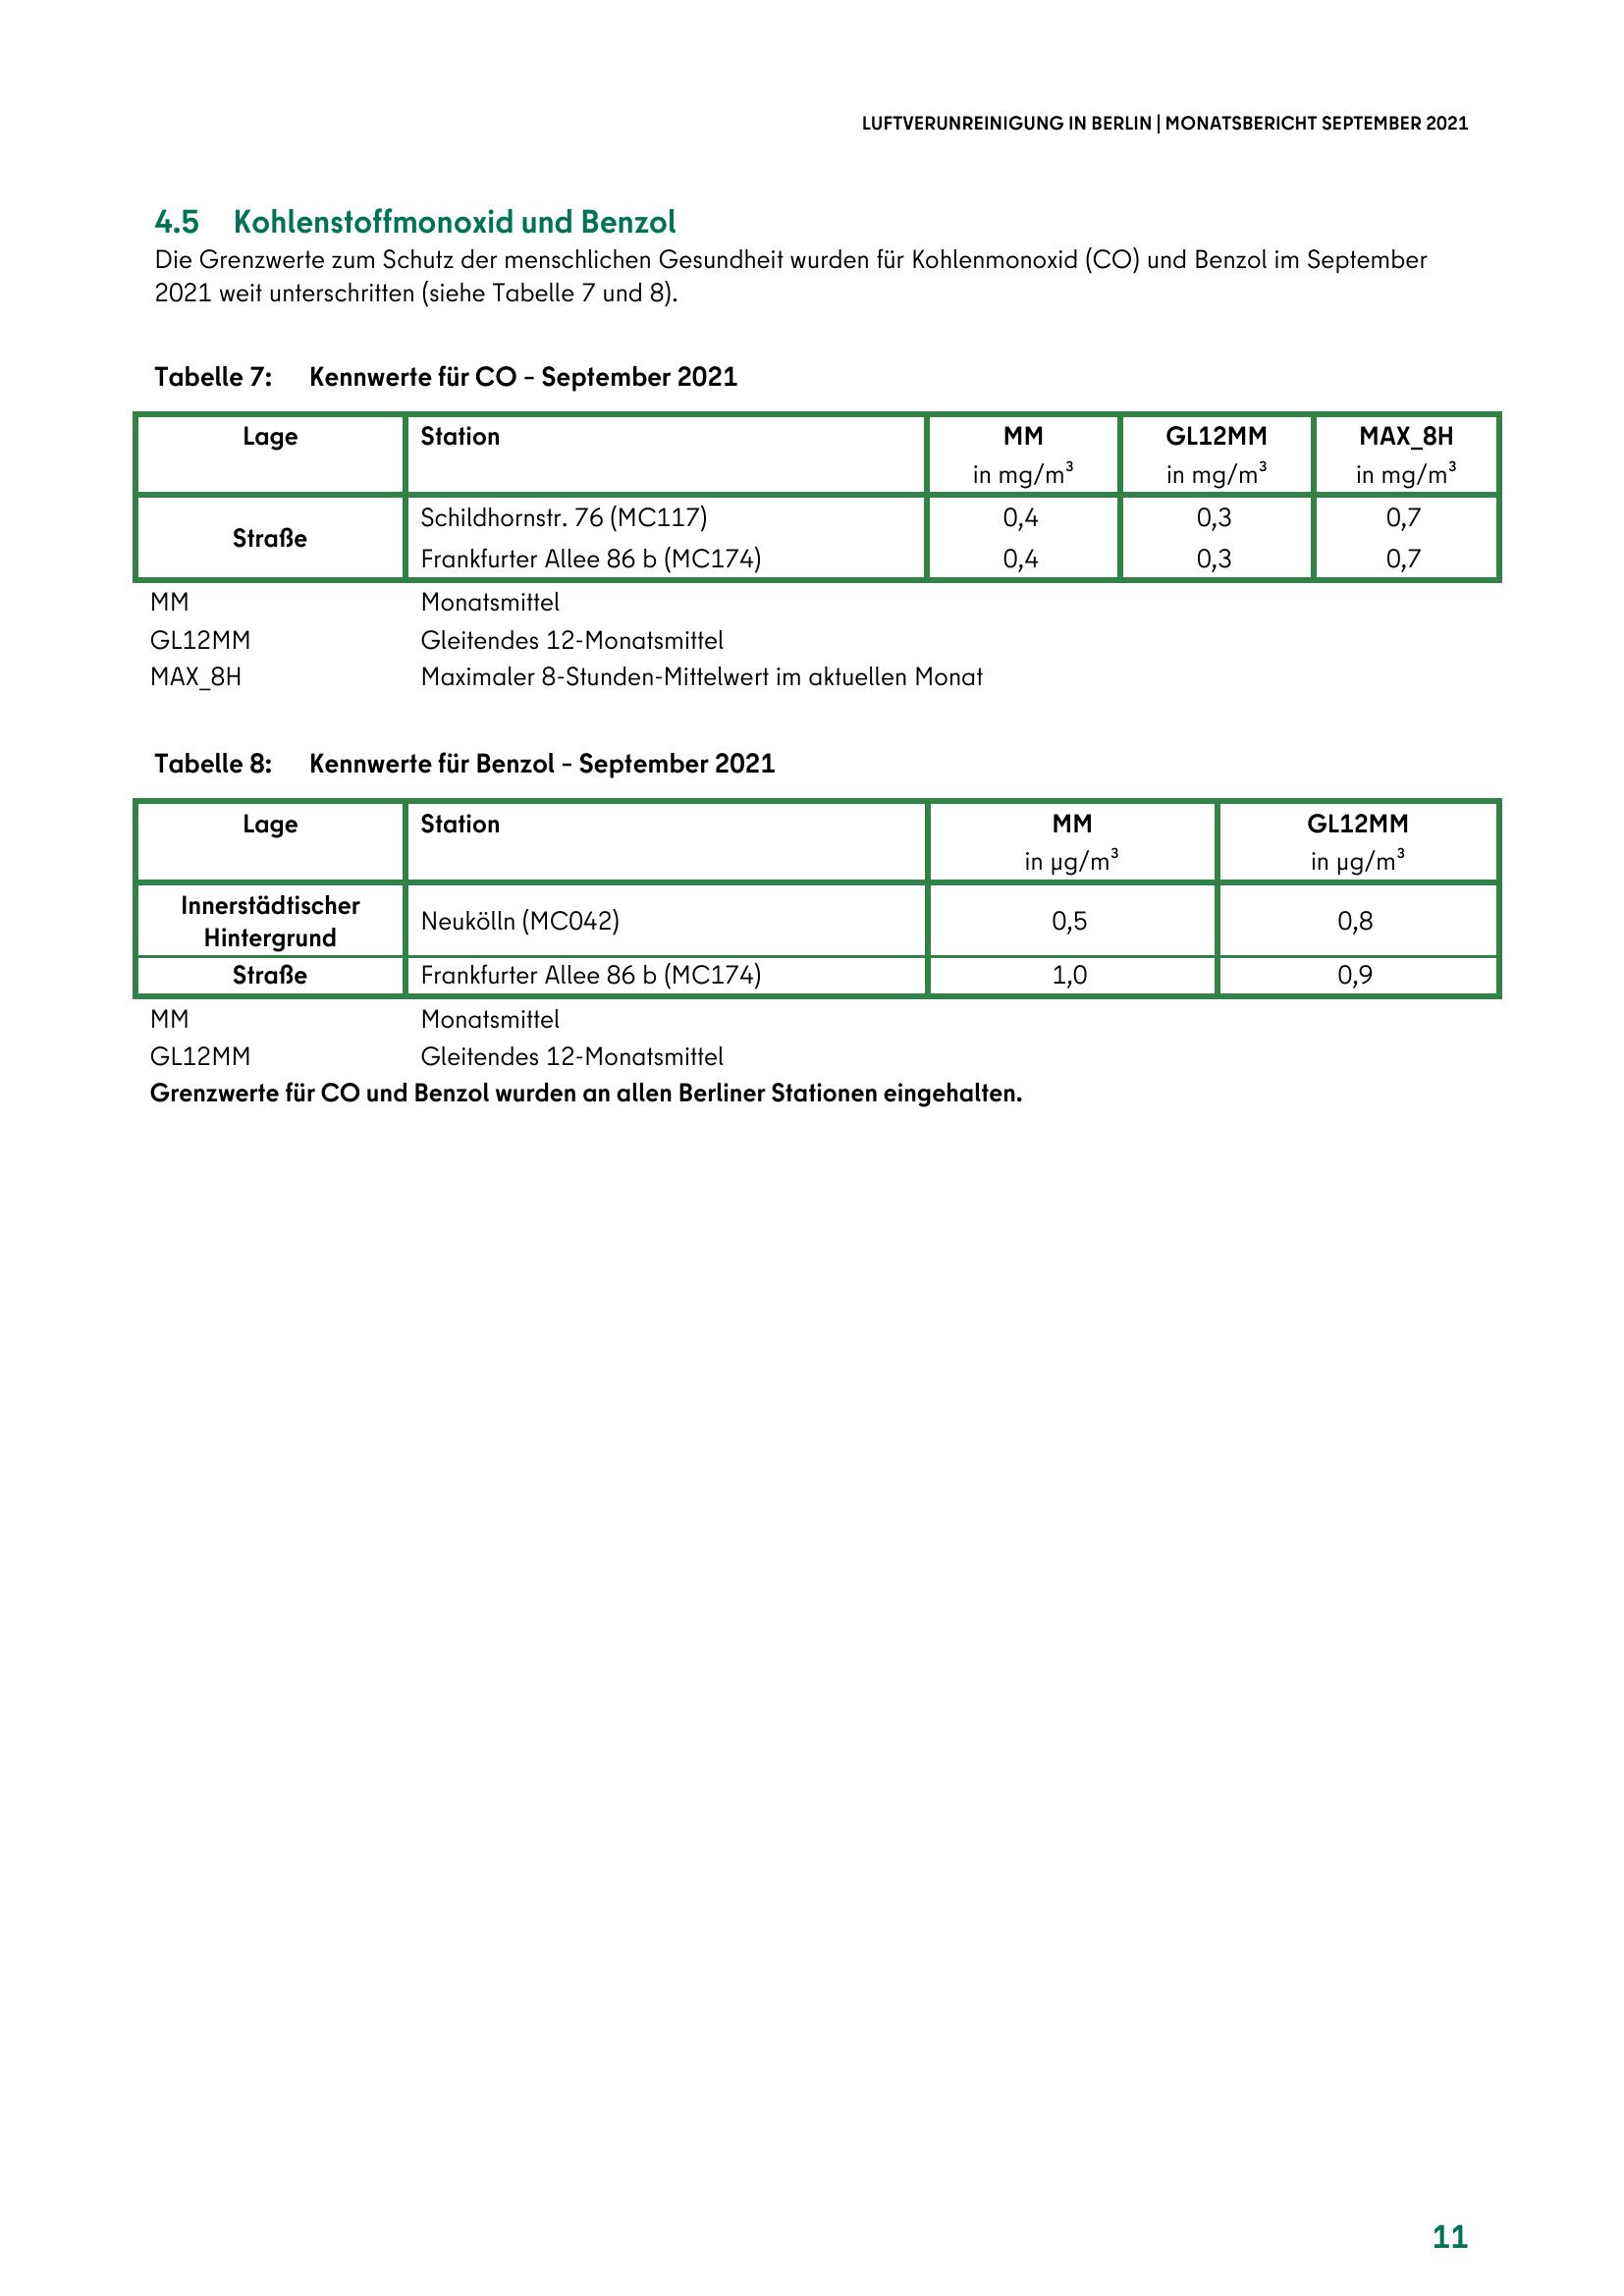 LUFTVERUNREINIGUNG IN BERLIN | MONATSBERICHT SEPTEMBER 2021
4.5 Kohlenstoffmonoxid und Benzol
Die Grenzwerte zum Schutz der menschlichen Gesundheit wurden für Kohlenmonoxid (CO) und Benzol im September
2021 weit unterschritten (siehe Tabelle 7 und 8).
Tabelle 7: Kennwerte für CO – September 2021
Lage Station MM GL12MM MAX_8H
in mg/m³ in mg/m³ in mg/m³
Straße
Schildhornstr. 76 (MC117) 0,4 0,3 0,7
Frankfurter Allee 86 b (MC174) 0,4 0,3 0,7
MM Monatsmittel
GL12MM Gleitendes 12-Monatsmittel
MAX_8H Maximaler 8-Stunden-Mittelwert im aktuellen Monat
Tabelle 8: Kennwerte für Benzol – September 2021
Lage Station MM GL12MM
in µg/m³ in µg/m³
Innerstädtischer
Hintergrund
Neukölln (MC042) 0,5 0,8
Straße Frankfurter Allee 86 b (MC174) 1,0 0,9
MM Monatsmittel
GL12MM Gleitendes 12-Monatsmittel
Grenzwerte für CO und Benzol wurden an allen Berliner Stationen eingehalten.
11